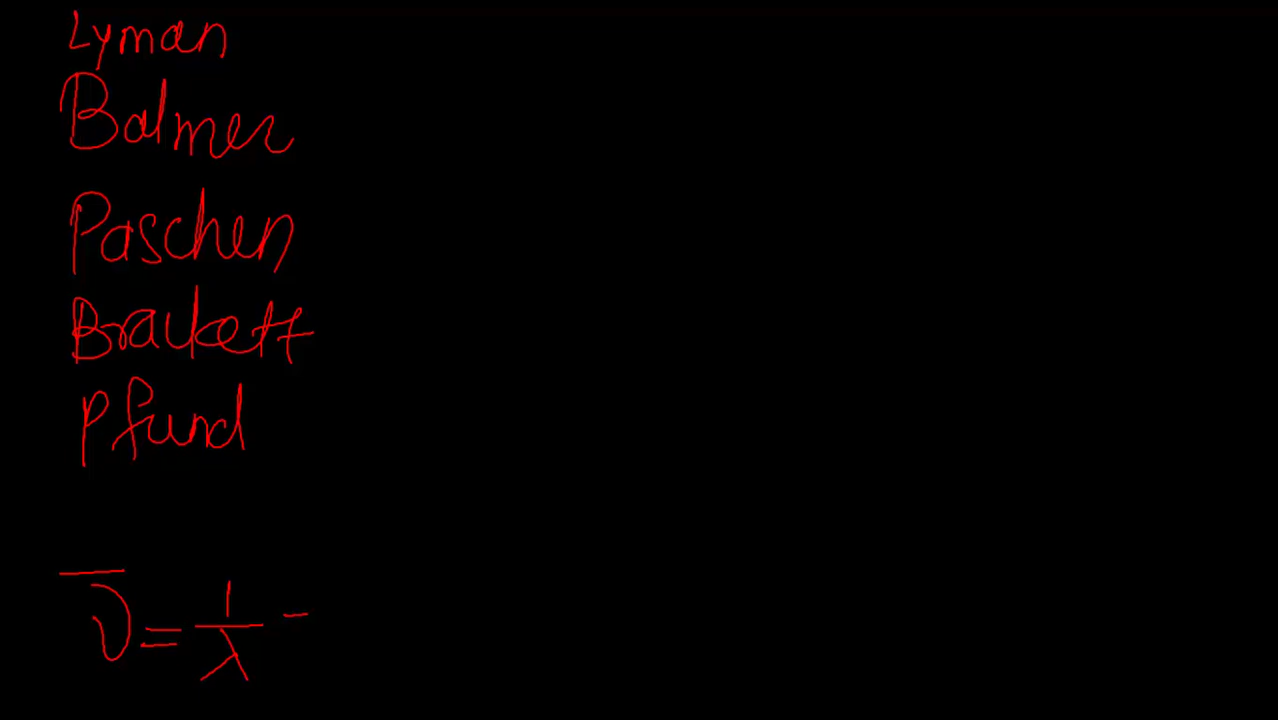 Lyman
Balmer
Paschen
Brackett
Pfund
ν̅ = 1/λ -